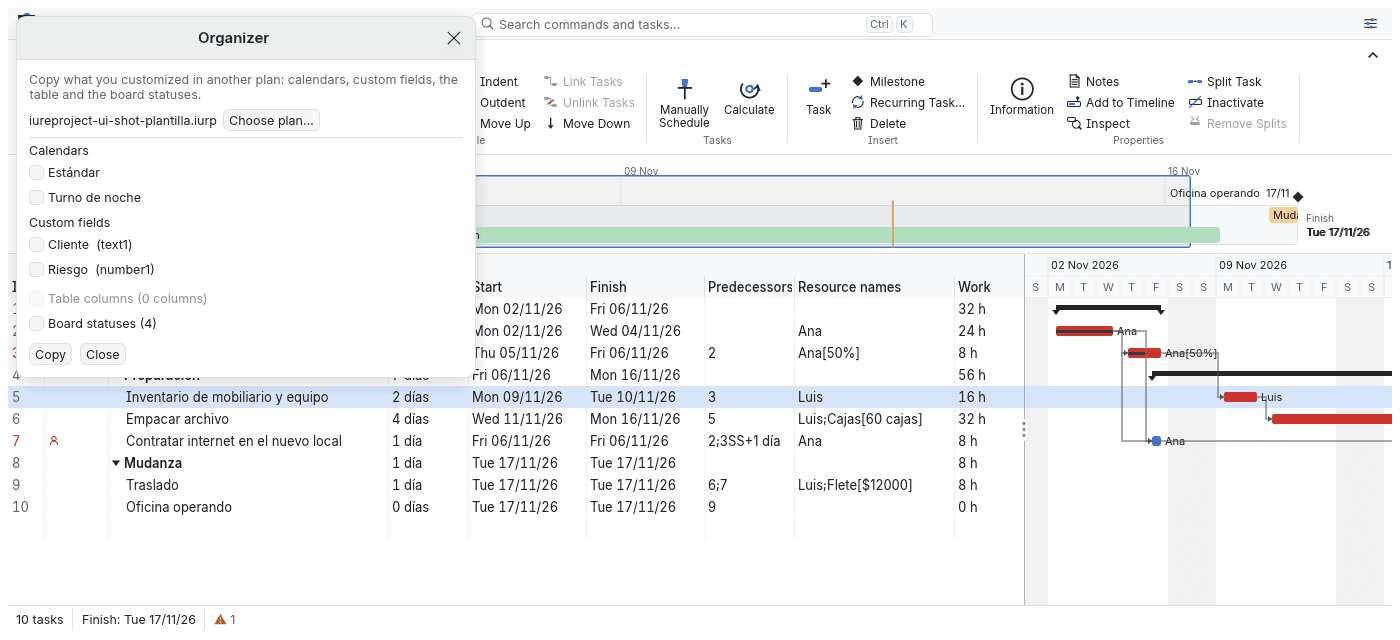 Search commands and tasks...
Ctrl
K
Organizer
Copy what you customized in another plan: calendars, custom fields, the
table and the board statuses.
iureproject-ui-shot-plantilla.iurp
Choose plan...
Calendars
Estándar
Turno de noche
Custom fields
Cliente (text1)
Riesgo (number1)
Table columns (0 columns)
Board statuses (4)
Copy
Close
Indent
Outdent
Move Up
Link Tasks
Unlink Tasks
Move Down
Manually
Schedule
Calculate
Tasks
Task
Milestone
Recurring Task...
Delete
Insert
Information
Notes
Add to Timeline
Inspect
Split Task
Inactivate
Remove Splits
Properties
09 Nov
16 Nov
Oficina operando 17/11
Finish
Tue 17/11/26
Start
Finish
Predecessors
Resource names
Work
02 Nov 2026
09 Nov 2026
S M T W T F S S M T W T F S S
Mon 02/11/26 Fri 06/11/26 32 h
Mon 02/11/26 Wed 04/11/26 Ana 24 h
Ana
Thu 05/11/26 Fri 06/11/26 2 Ana[50%] 8 h
Ana[50%]
4 Fri 06/11/26 Mon 16/11/26 56 h
5 Inventario de mobiliario y equipo 2 días Mon 09/11/26 Tue 10/11/26 3 Luis 16 h
Luis
6 Empacar archivo 4 días Wed 11/11/26 Mon 16/11/26 5 Luis;Cajas[60 cajas] 32 h
7 Contratar internet en el nuevo local 1 día Fri 06/11/26 Fri 06/11/26 2;3SS+1 día Ana 8 h
Ana
8 Mudanza 1 día Tue 17/11/26 Tue 17/11/26 8 h
9 Traslado 1 día Tue 17/11/26 Tue 17/11/26 6;7 Luis;Flete[$12000] 8 h
10 Oficina operando 0 días Tue 17/11/26 Tue 17/11/26 9 0 h
10 tasks
Finish: Tue 17/11/26
1